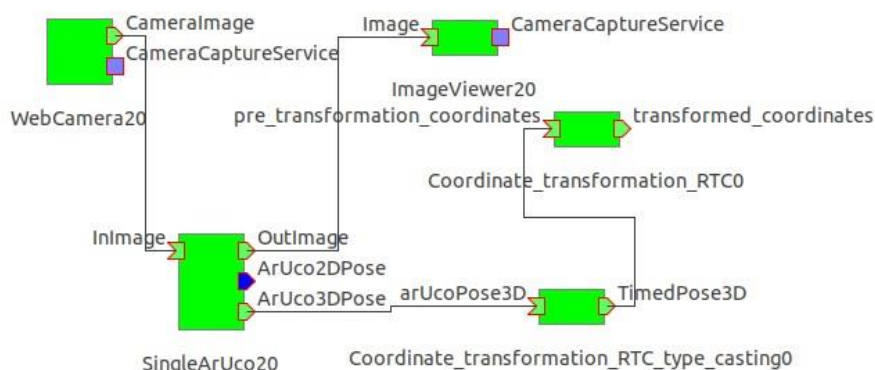 CameraImage
CameraCaptureService
WebCamera20
Image
CameraCaptureService
ImageViewer20
pre_transformation_coordinates
transformed_coordinates
Coordinate_transformation_RTC0
InImage
OutImage
ArUco2DPose
ArUco3DPose
SingleArUco20
arUcoPose3D
TimedPose3D
Coordinate_transformation_RTC_type_casting0